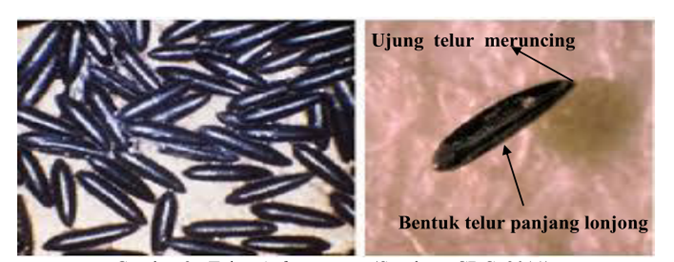 Ujung telur meruncing
Bentuk telur panjang lonjong